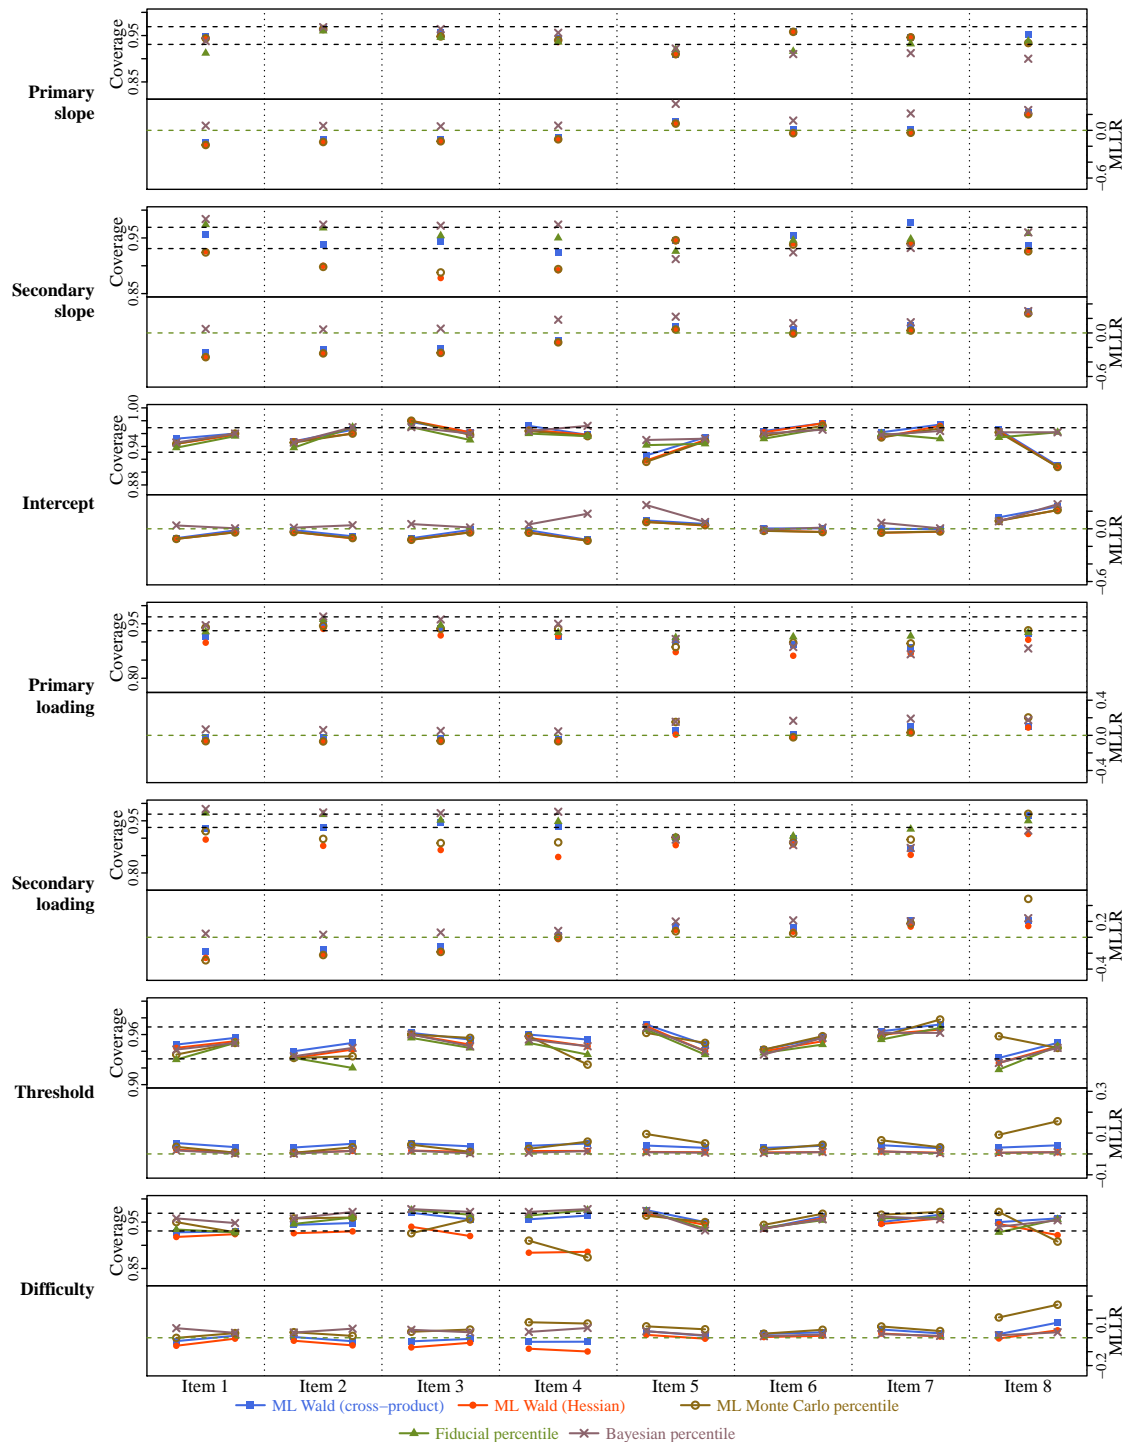 Primary slope
Coverage
0.95
0.85
MLLR
0.0
−0.6
Secondary slope
Coverage
0.95
0.85
MLLR
0.0
−0.6
Intercept
Coverage
1.00
0.94
0.88
MLLR
0.0
−0.6
Primary loading
Coverage
0.95
0.80
MLLR
0.4
0.0
−0.4
Secondary loading
Coverage
0.95
0.80
MLLR
0.2
−0.4
Threshold
Coverage
0.96
0.90
MLLR
0.3
0.1
−0.1
Difficulty
Coverage
0.95
0.85
MLLR
0.1
−0.2
Item 1 Item 2 Item 3 Item 4 Item 5 Item 6 Item 7 Item 8
ML Wald (cross−product) ML Wald (Hessian) ML Monte Carlo percentile
Fiducial percentile Bayesian percentile